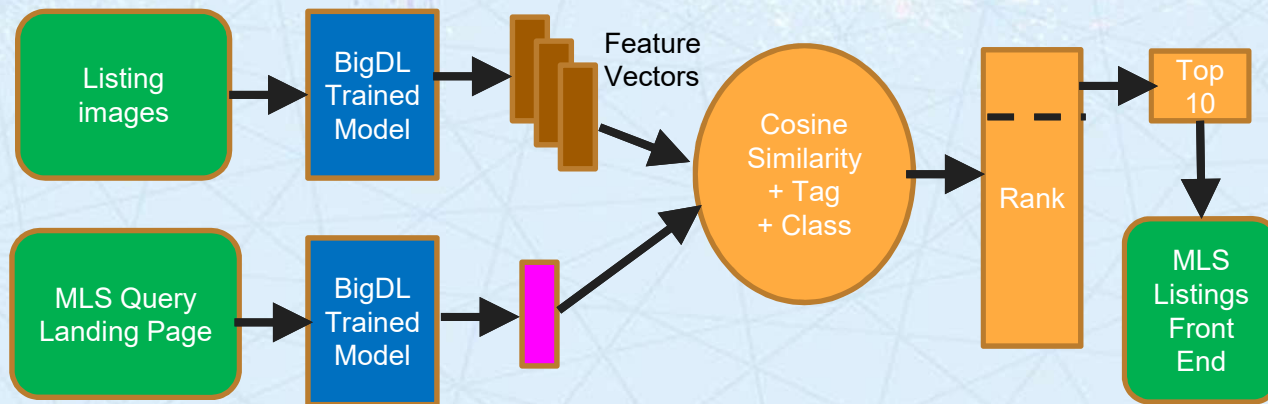 Listing
images
BigDL
Trained
Model
Feature
Vectors
MLS Query
Landing Page
BigDL
Trained
Model
Cosine
Similarity
+ Tag
+ Class
Rank
Top
10
MLS
Listings
Front
End